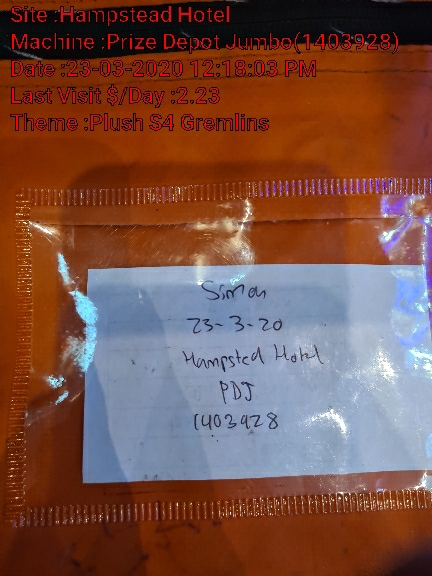 Site :Hampstead Hotel
Machine :Prize Depot Jumbo(1403928)
Date :23-03-2020 12:18:03 PM
Last Visit $/Day :2.23
Theme :Plush S4 Gremlins
Simon
23-3-20
Hampsted Hotel
PDJ
1403928